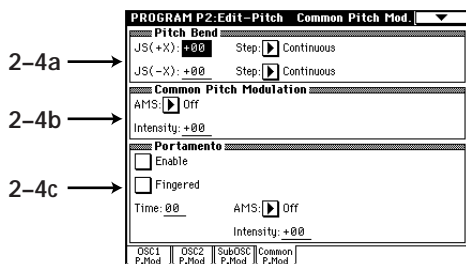 PROGRAM P2:Edit-Pitch Common Pitch Mod.
Pitch Bend
JS(+X): +00 Step: Continuous
2–4a
JS(-X): +00 Step: Continuous
Common Pitch Modulation
AMS: Off
2–4b
Intensity: +00
Portamento
Enable
2–4c
Fingered
Time: 00 AMS: Off
Intensity: +00
OSC1 P.Mod OSC2 P.Mod SubOSC P.Mod Common P.Mod